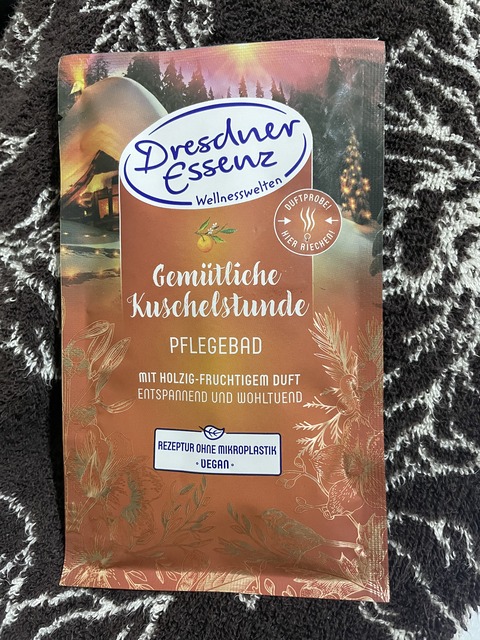 Dresdner
Essenz
Wellnesswelten
DUFTPROBE!
HIER RIECHEN!
Gemütliche
Kuschelstunde
PFLEGEBAD
MIT HOLZIG-FRUCHTIGEM DUFT
ENTSPANNEND UND WOHLTUEND
REZEPTUR OHNE MIKROPLASTIK
• VEGAN •